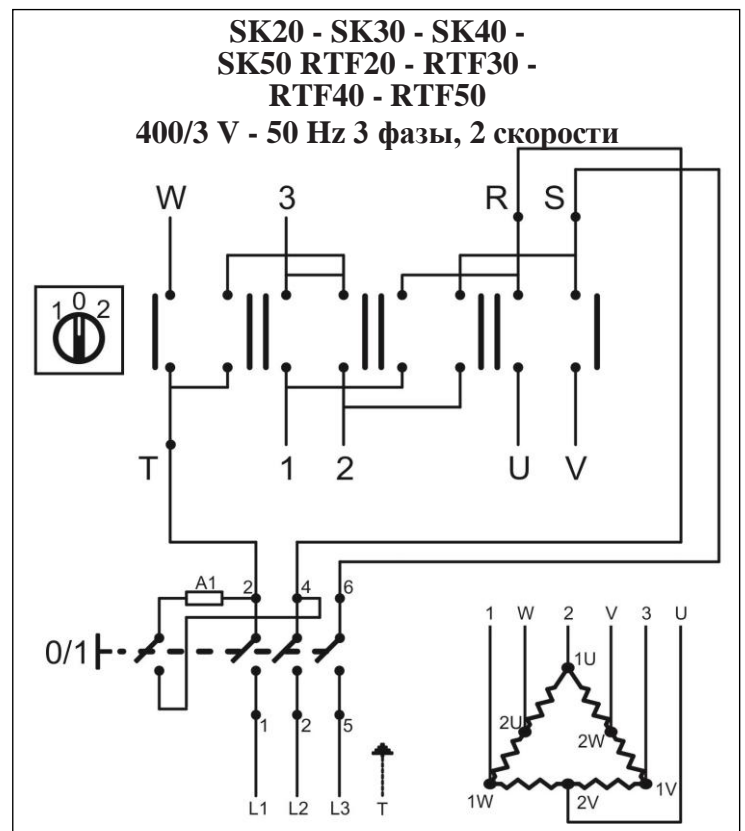 SK20 - SK30 - SK40 -
SK50 RTF20 - RTF30 -
RTF40 - RTF50
400/3 V - 50 Hz 3 фазы, 2 скорости
W 3 R S
1 0 2
T 1 2 U V
A1 2 4 6
0/1
1 2 5
L1 L2 L3 T
1 W 2 V 3 U
1U
2U 2W
1W 2V 1V